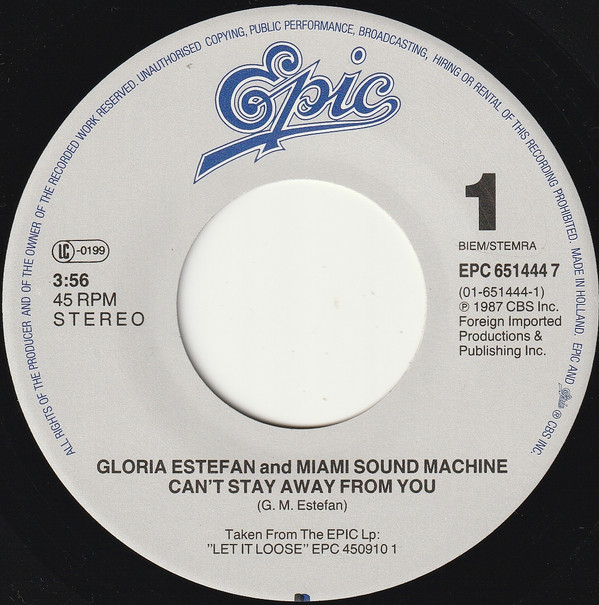 ALL RIGHTS OF THE PRODUCER AND OF THE OWNER OF THE RECORDED WORK RESERVED. UNAUTHORISED COPYING, PUBLIC PERFORMANCE, BROADCASTING, HIRING OR RENTAL OF THIS RECORDING PROHIBITED. MADE IN HOLLAND. EPIC AND Epic ® CBS INC.
Epic
1
BIEM/STEMRA
LC-0199
3:56
45 RPM
STEREO
EPC 651444 7
(01-651444-1)
℗ 1987 CBS Inc.
Foreign Imported
Productions &
Publishing Inc.
GLORIA ESTEFAN and MIAMI SOUND MACHINE
CAN'T STAY AWAY FROM YOU
(G. M. Estefan)
Taken From The EPIC Lp:
"LET IT LOOSE" EPC 450910 1